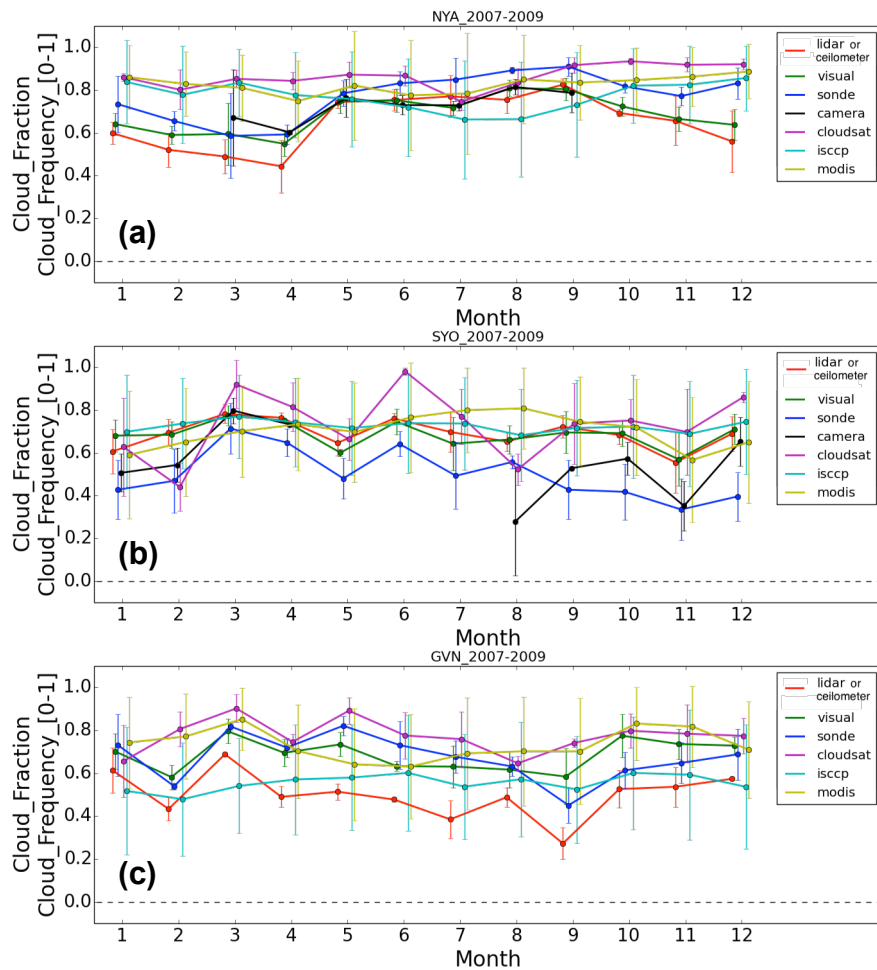 NYA_2007-2009
Cloud_Fraction
Cloud_Frequency_[0-1]
1.0
0.8
0.6
0.4
0.2
0.0
(a)
1 2 3 4 5 6 7 8 9 10 11 12
Month
lidar or
ceilometer
visual
sonde
camera
cloudsat
isccp
modis
SYO_2007-2009
Cloud_Fraction
Cloud_Frequency_[0-1]
1.0
0.8
0.6
0.4
0.2
0.0
(b)
1 2 3 4 5 6 7 8 9 10 11 12
Month
lidar or
ceilometer
visual
sonde
camera
cloudsat
isccp
modis
GVN_2007-2009
Cloud_Fraction
Cloud_Frequency_[0-1]
1.0
0.8
0.6
0.4
0.2
0.0
(c)
1 2 3 4 5 6 7 8 9 10 11 12
Month
lidar or
ceilometer
visual
sonde
cloudsat
isccp
modis